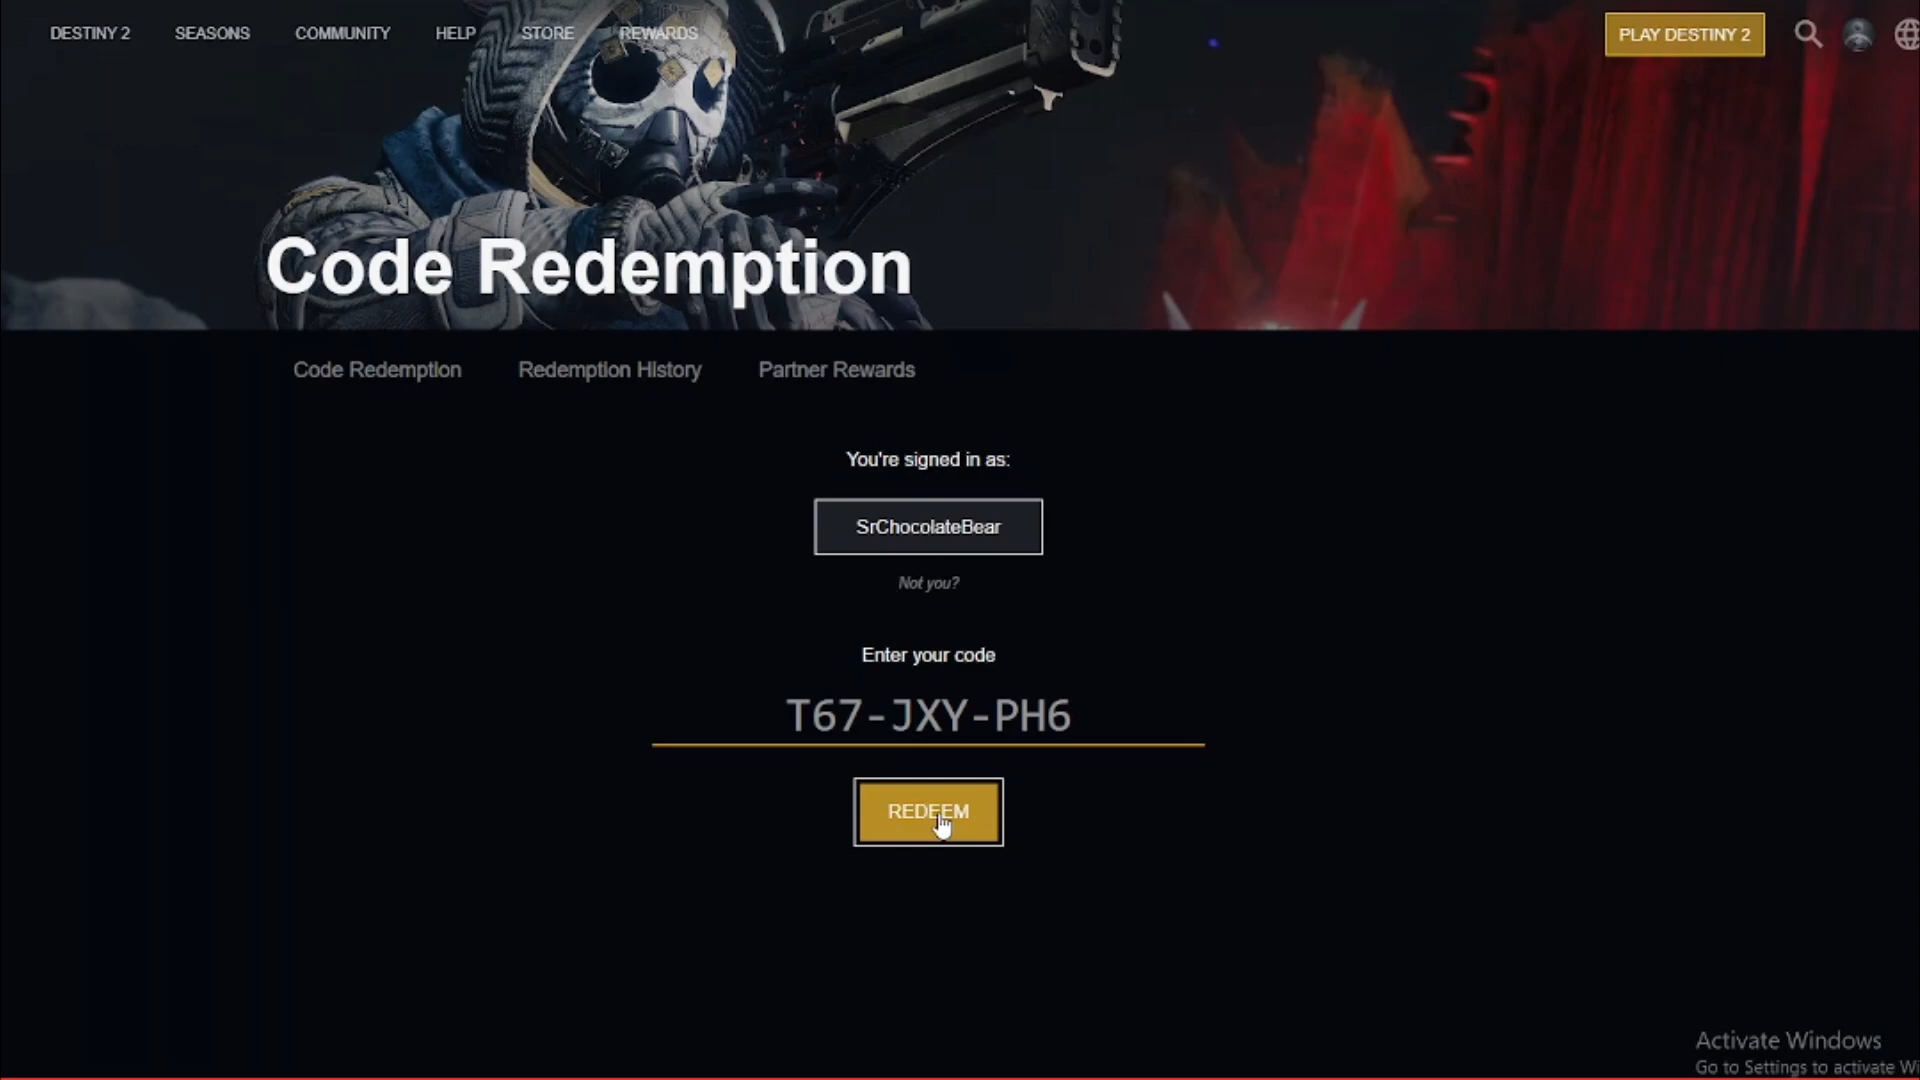 DESTINY 2 SEASONS COMMUNITY HELP STORE REWARDS PLAY DESTINY 2
Code Redemption
Code Redemption Redemption History Partner Rewards
You're signed in as:
SrChocolateBear
Not you?
Enter your code
T67-JXY-PH6
REDEEM
Activate Windows
Go to Settings to activate Wi